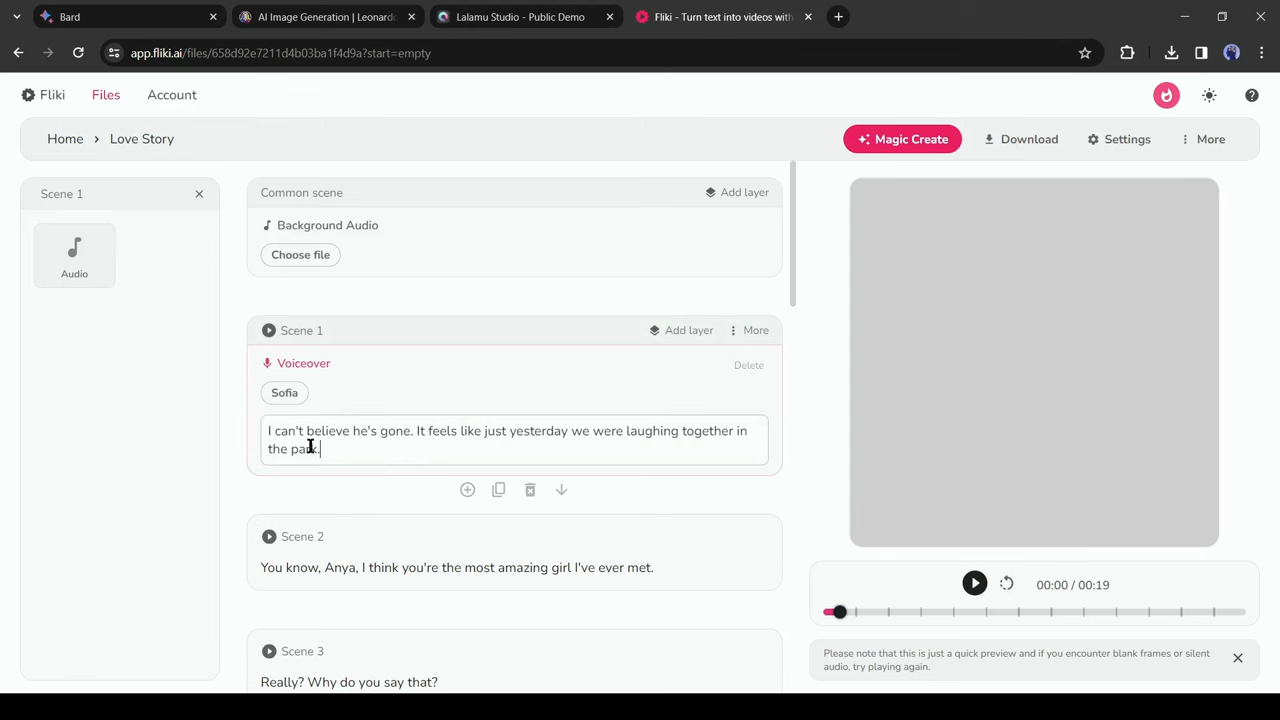 Bard
AI Image Generation | Leonardo
Lalamu Studio - Public Demo
Fliki - Turn text into videos with
app.fliki.ai/files/658d92e7211d4b03ba1f4d9a?start=empty
Fliki
Files
Account
Home > Love Story
Magic Create
Download
Settings
More
Scene 1
Audio
Common scene
Add layer
Background Audio
Choose file
Scene 1
Add layer
More
Voiceover
Delete
Sofia
I can't believe he's gone. It feels like just yesterday we were laughing together in
the park.
Scene 2
You know, Anya, I think you're the most amazing girl I've ever met.
Scene 3
Really? Why do you say that?
00:00 / 00:19
Please note that this is just a quick preview and if you encounter blank frames or silent
audio, try playing again.